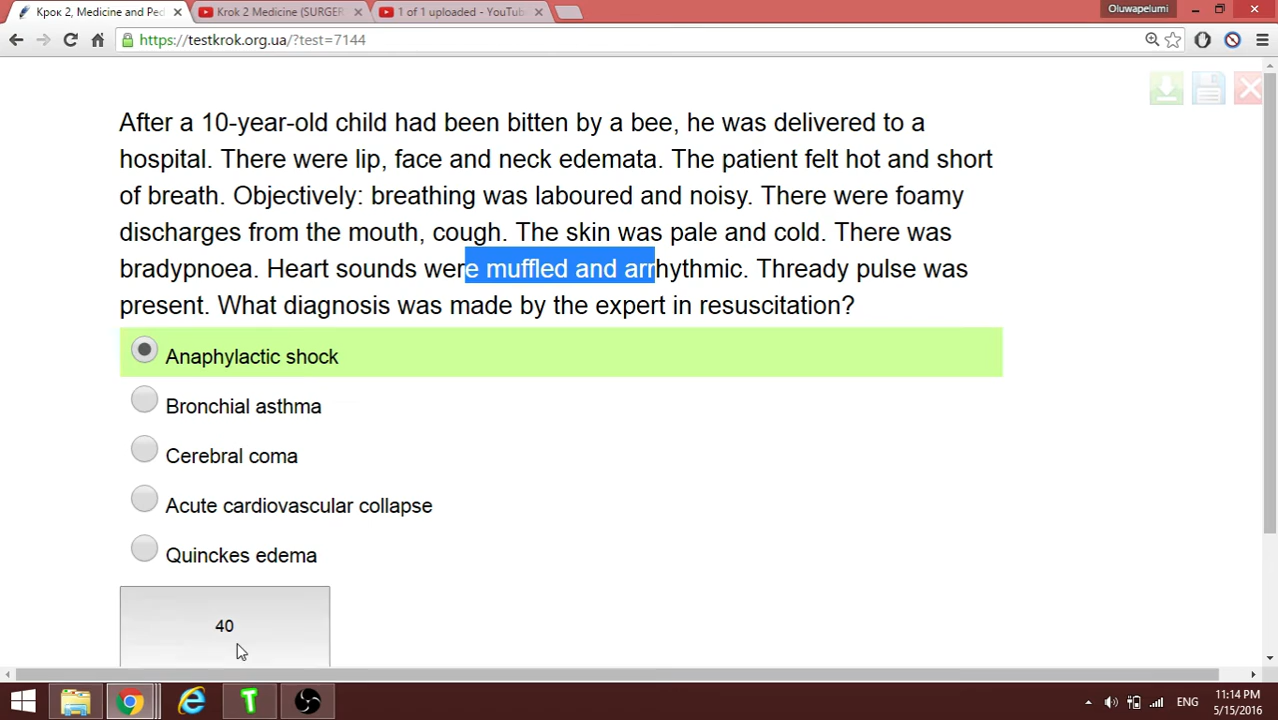 Крок 2, Medicine and Ped
Krok 2 Medicine (SURGER
1 of 1 uploaded - YouTub
Oluwapelumi
https://testkrok.org.ua/?test=7144
After a 10-year-old child had been bitten by a bee, he was delivered to a
hospital. There were lip, face and neck edemata. The patient felt hot and short
of breath. Objectively: breathing was laboured and noisy. There were foamy
discharges from the mouth, cough. The skin was pale and cold. There was
bradypnoea. Heart sounds were muffled and arrhythmic. Thready pulse was
present. What diagnosis was made by the expert in resuscitation?
Anaphylactic shock
Bronchial asthma
Cerebral coma
Acute cardiovascular collapse
Quinckes edema
40
ENG
11:14 PM
5/15/2016